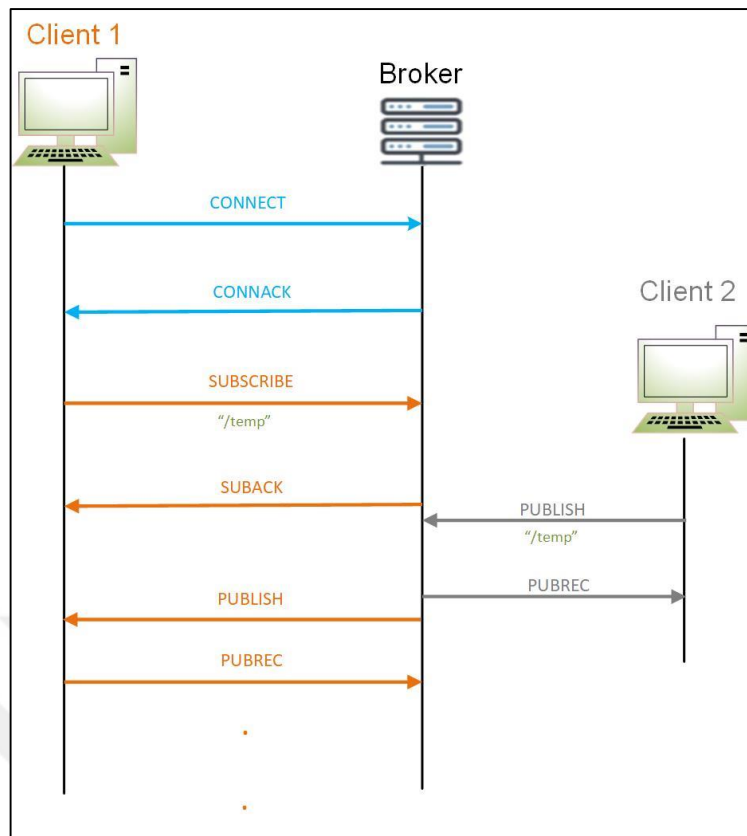 Client 1
Broker
CONNECT
CONNACK
Client 2
SUBSCRIBE
“/temp”
SUBACK
PUBLISH
“/temp”
PUBREC
PUBLISH
PUBREC
.
.